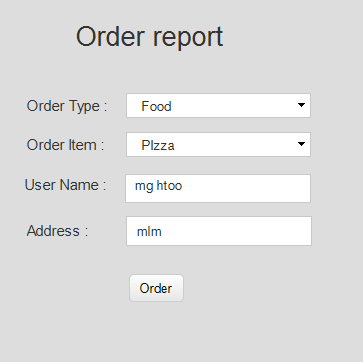 Order report
Order Type : Food
Order Item : PIzza
User Name : mg htoo
Address : mlm
Order